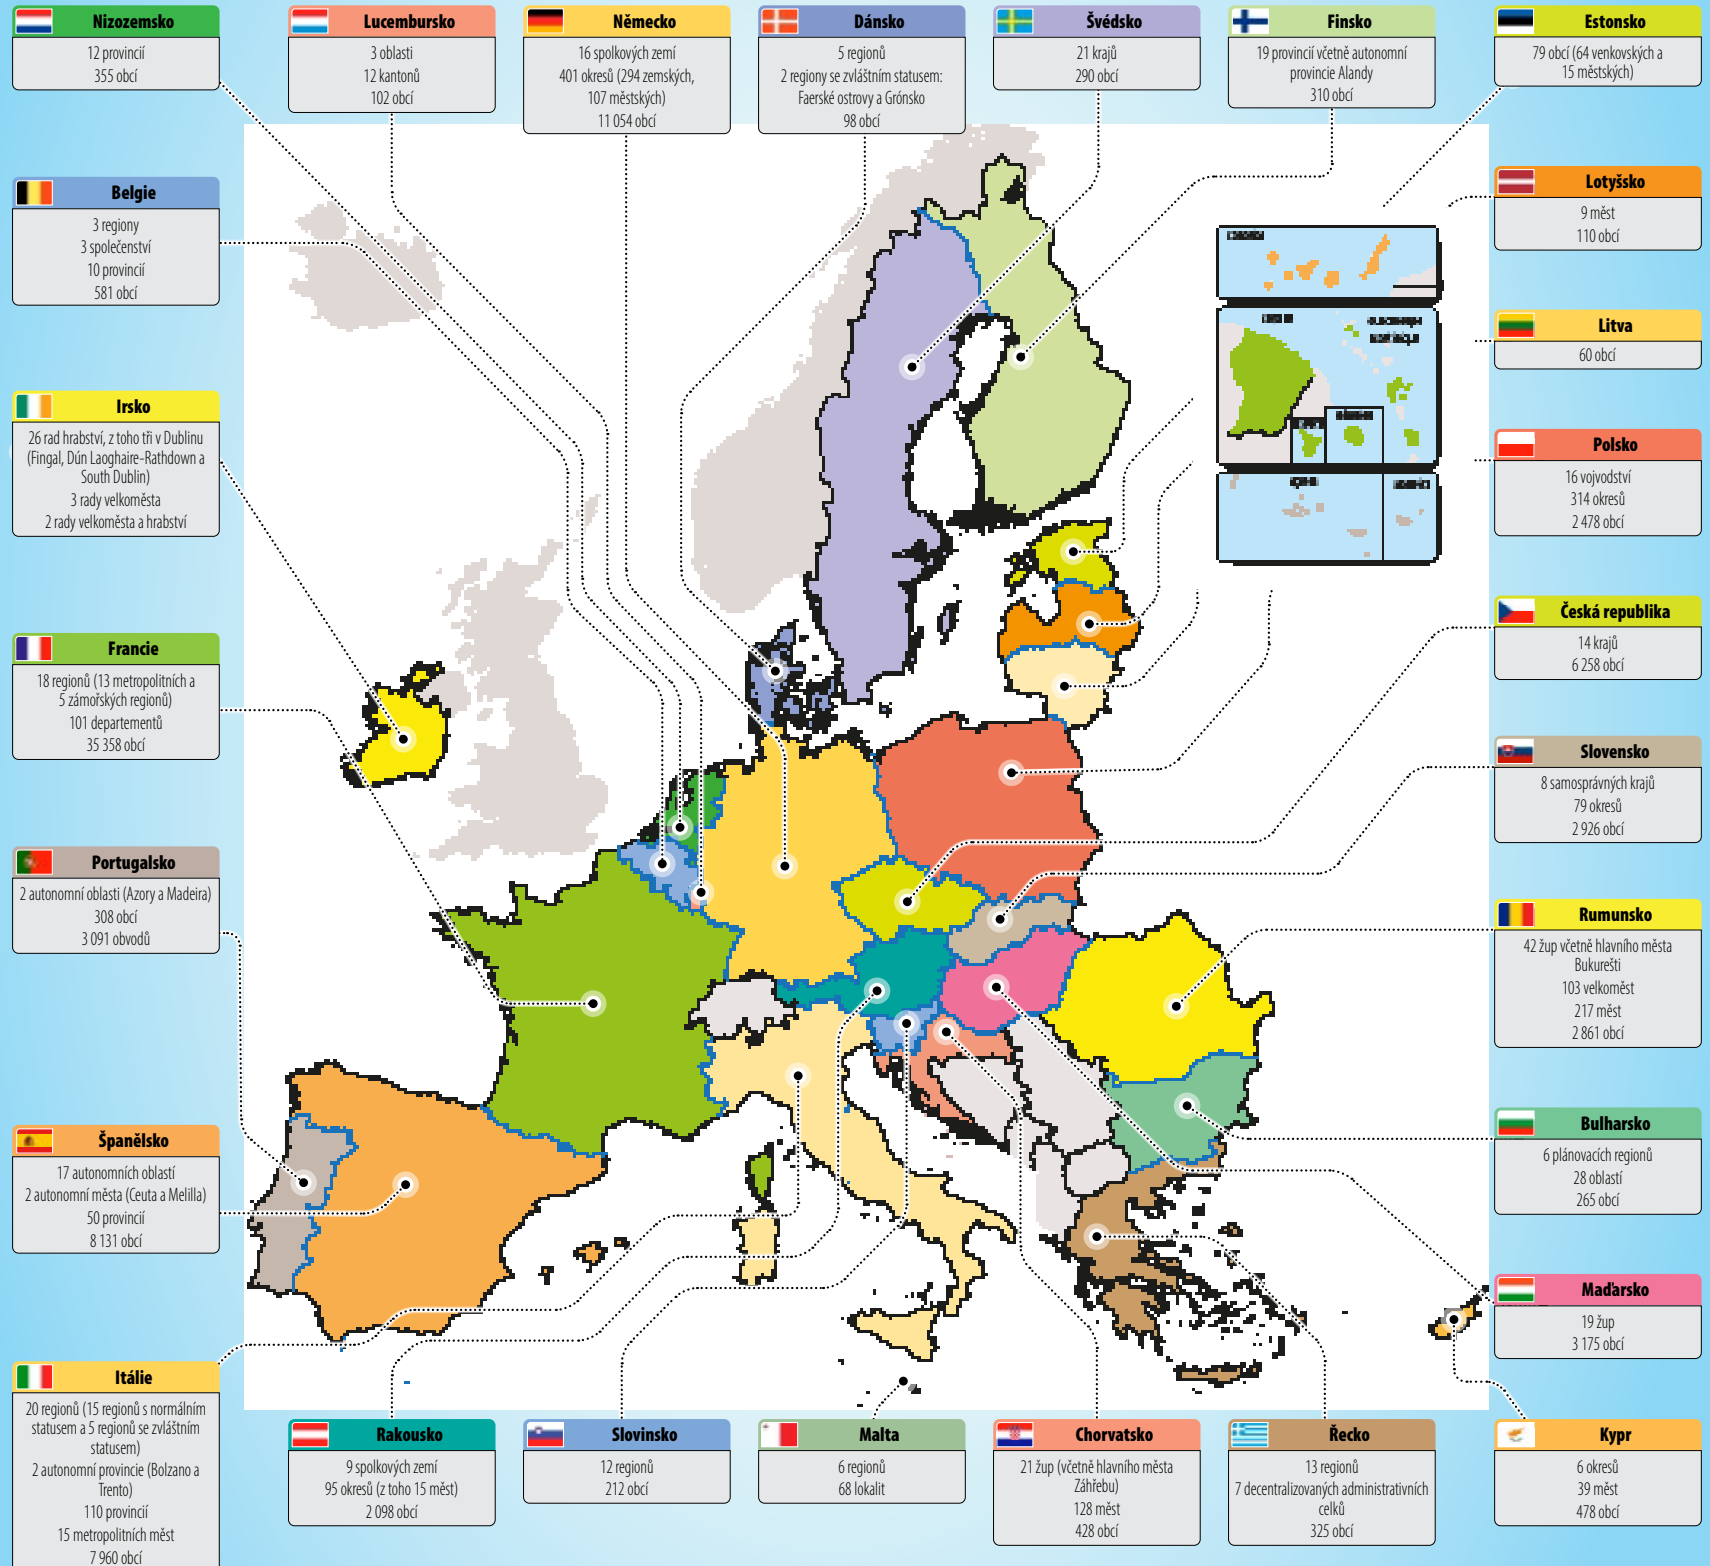 Nizozemsko
12 provincií
355 obcí
Lucembursko
3 oblasti
12 kantonů
102 obcí
Německo
16 spolkových zemí
401 okresů (294 zemských,
107 městských)
11 054 obcí
Dánsko
5 regionů
2 regiony se zvláštním statusem:
Faerské ostrovy a Grónsko
98 obcí
Švédsko
21 krajů
290 obcí
Finsko
19 provincií včetně autonomní
provincie Alandy
310 obcí
Estonsko
79 obcí (64 venkovských a
15 městských)
Belgie
3 regiony
3 společenství
10 provincií
581 obcí
Lotyšsko
9 měst
110 obcí
Litva
60 obcí
Irsko
26 rad hrabství, z toho tři v Dublinu
(Fingal, Dún Laoghaire-Rathdown a
South Dublin)
3 rady velkoměsta
2 rady velkoměsta a hrabství
Polsko
16 vojvodství
314 okresů
2 478 obcí
Česká republika
14 krajů
6 258 obcí
Francie
18 regionů (13 metropolitních a
5 zámořských regionů)
101 departementů
35 358 obcí
Slovensko
8 samosprávných krajů
79 okresů
2 926 obcí
Portugalsko
2 autonomní oblasti (Azory a Madeira)
308 obcí
3 091 obvodů
Rumunsko
42 žup včetně hlavního města
Bukurešti
103 velkoměst
217 měst
2 861 obcí
Španělsko
17 autonomních oblastí
2 autonomní města (Ceuta a Melilla)
50 provincií
8 131 obcí
Bulharsko
6 plánovacích regionů
28 oblastí
265 obcí
Maďarsko
19 žup
3 175 obcí
Itálie
20 regionů (15 regionů s normálním
statusem a 5 regionů se zvláštním
statusem)
2 autonomní provincie (Bolzano a
Trento)
110 provincií
15 metropolitních měst
7 960 obcí
Rakousko
9 spolkových zemí
95 okresů (z toho 15 měst)
2 098 obcí
Slovinsko
12 regionů
212 obcí
Malta
6 regionů
68 lokalit
Chorvatsko
21 žup (včetně hlavního města
Záhřebu)
128 měst
428 obcí
Řecko
13 regionů
7 decentralizovaných administrativních
celků
325 obcí
Kypr
6 okresů
39 měst
478 obcí